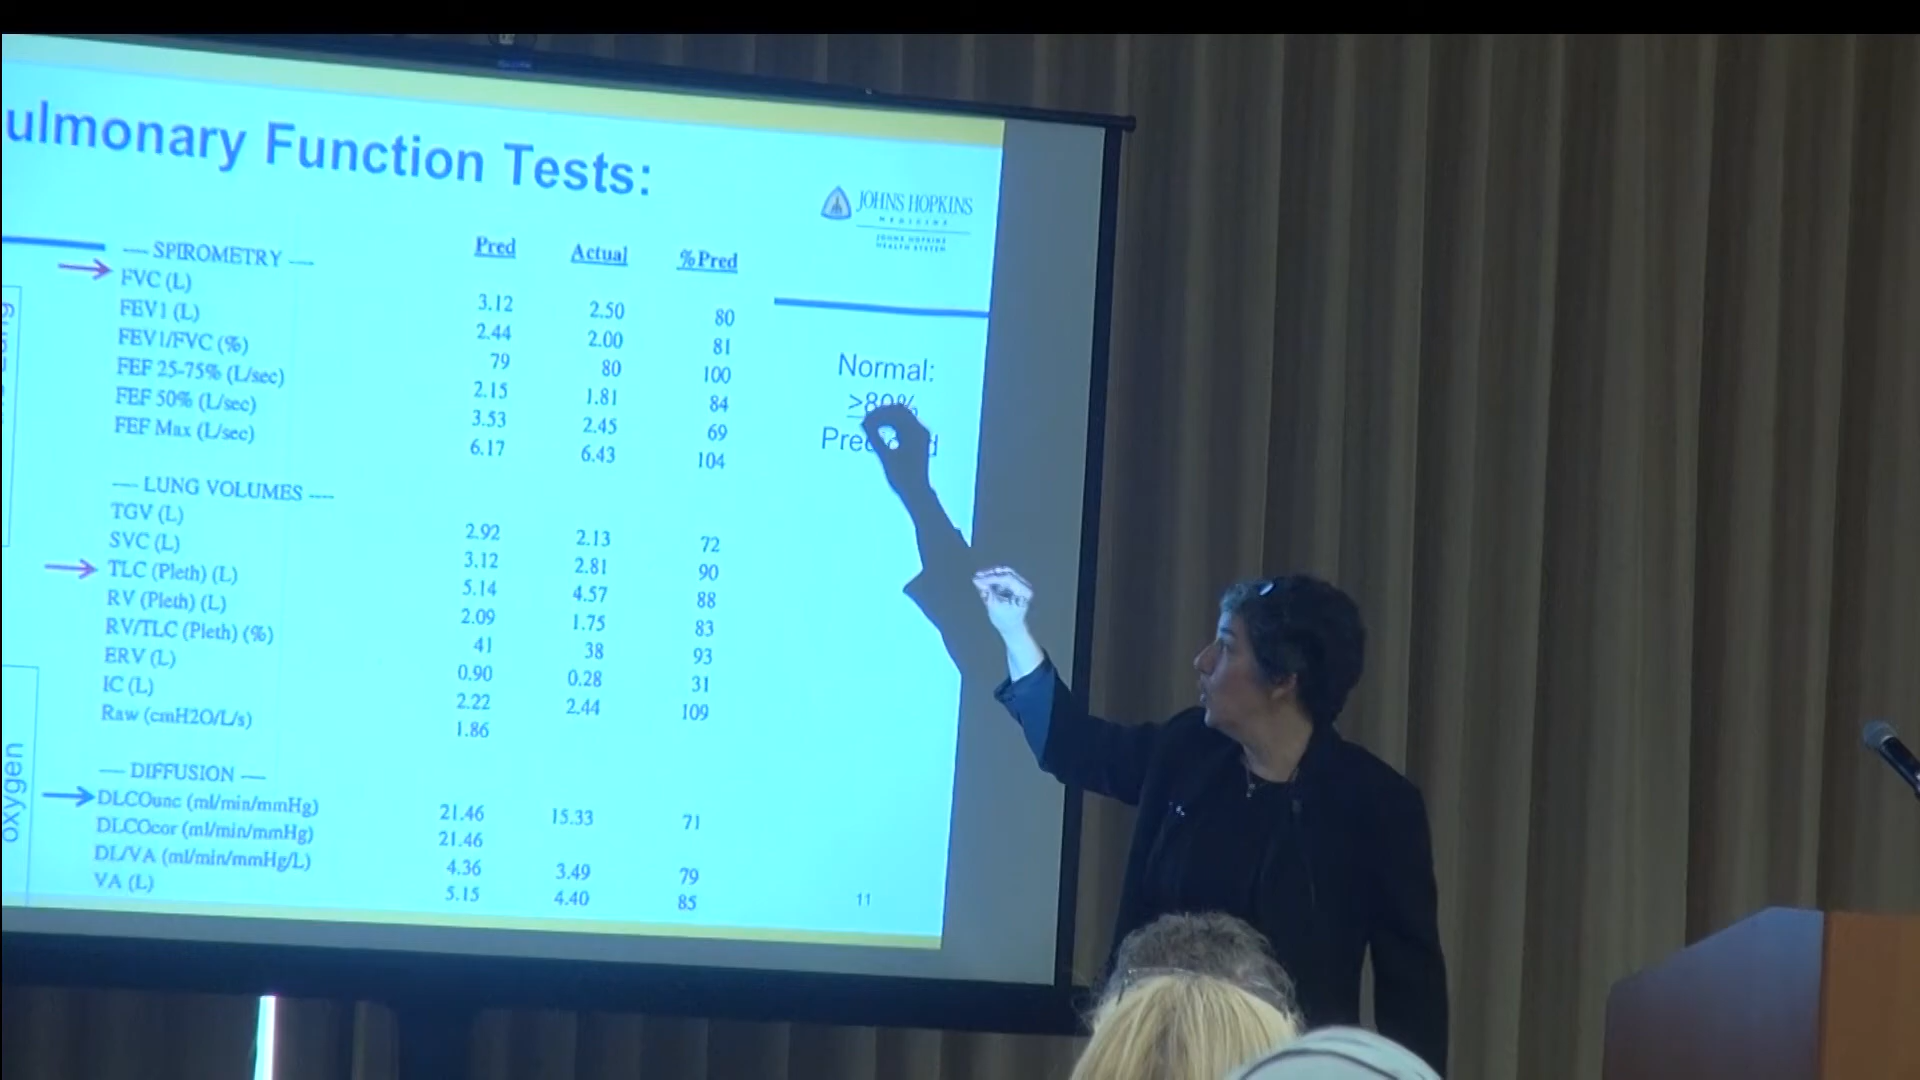 ulmonary Function Tests:
JOHNS HOPKINS
MEDICINE
JOHNS HOPKINS
HEALTH SYSTEM
Pred Actual %Pred
— SPIROMETRY —
FVC (L) 3.12 2.50 80
FEV1 (L) 2.44 2.00 81
FEV1/FVC (%) 79 80 100
FEF 25-75% (L/sec) 2.15 1.81 84
FEF 50% (L/sec) 3.53 2.45 69
FEF Max (L/sec) 6.17 6.43 104
— LUNG VOLUMES —
TGV (L) 2.92 2.13 72
SVC (L) 3.12 2.81 90
TLC (Pleth) (L) 5.14 4.57 88
RV (Pleth) (L) 2.09 1.75 83
RV/TLC (Pleth) (%) 41 38 93
ERV (L) 0.90 0.28 31
IC (L) 2.22 2.44 109
Raw (cmH2O/L/s) 1.86
— DIFFUSION —
DLCOunc (ml/min/mmHg) 21.46 15.33 71
DLCOcor (ml/min/mmHg) 21.46
DL/VA (ml/min/mmHg/L) 4.36 3.49 79
VA (L) 5.15 4.40 85
Normal:
>80%
Predicted
oxygen
11